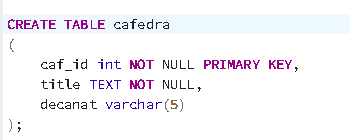 CREATE TABLE cafedra
(
    caf_id int NOT NULL PRIMARY KEY,
    title TEXT NOT NULL,
    decanat varchar(5)
);